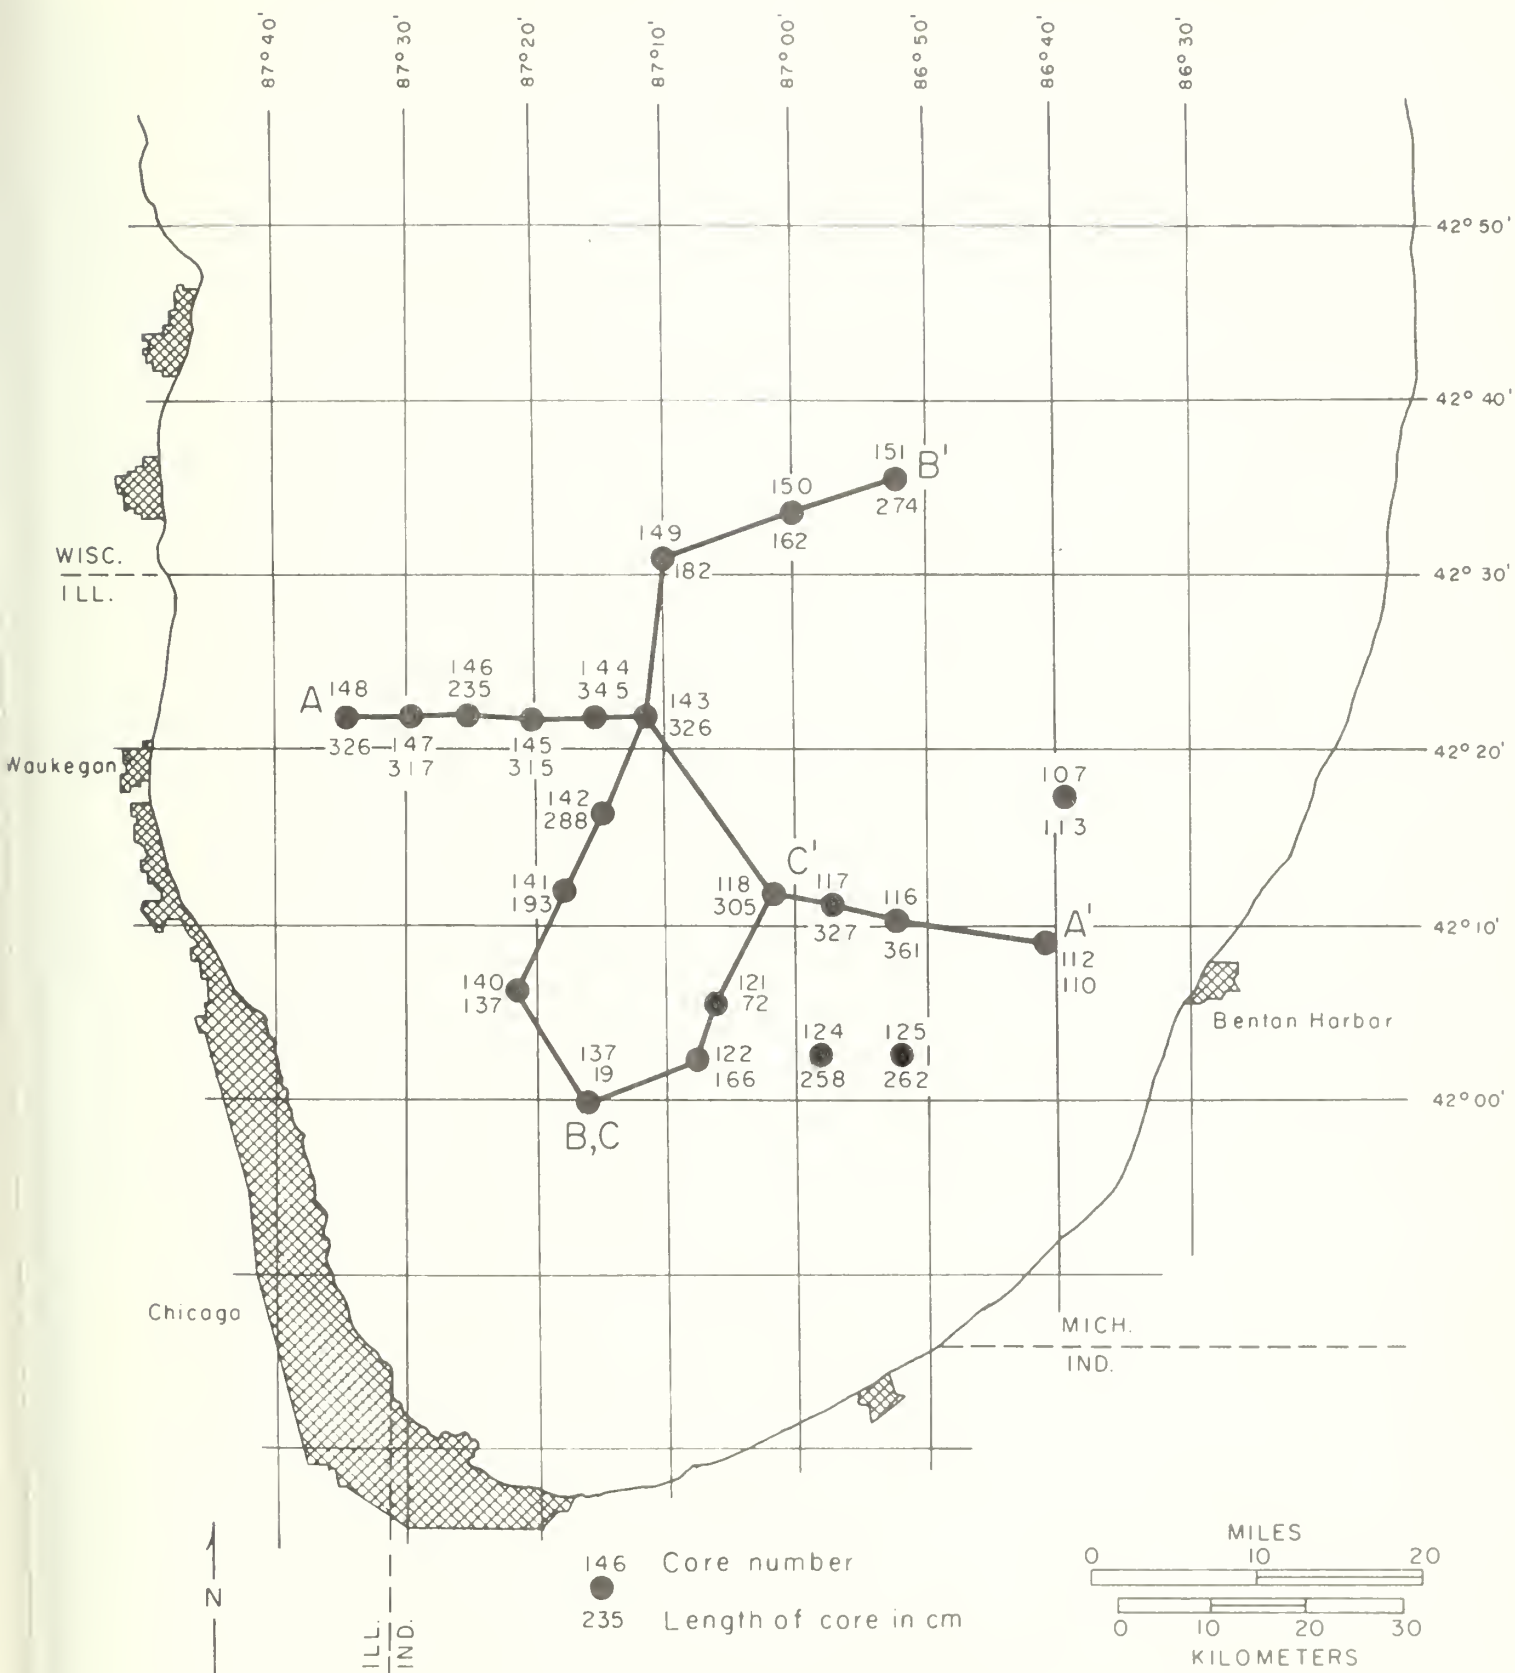 87°40'
87°30'
87°20'
87°10'
87°00'
86°50'
86°40'
86°30'
42°50'
42°40'
151 B'
150
274
162
149
182
WISC.
42°30'
ILL.
146
144
A 148
235
345
143
326
326
147
145
317
315
42°20'
Waukegan
107
142
288
113
C'
141
118
117
116
193
305
A'
327
42°10'
361
112
140
121
110
137
72
Benton Harbor
124
125
137
122
19
166
258
262
42°00'
B,C
Chicago
MICH.
IND.
MILES
0 10 20
146 Core number
N
235 Length of core in cm
0 10 20 30
KILOMETERS
ILL.
IND.